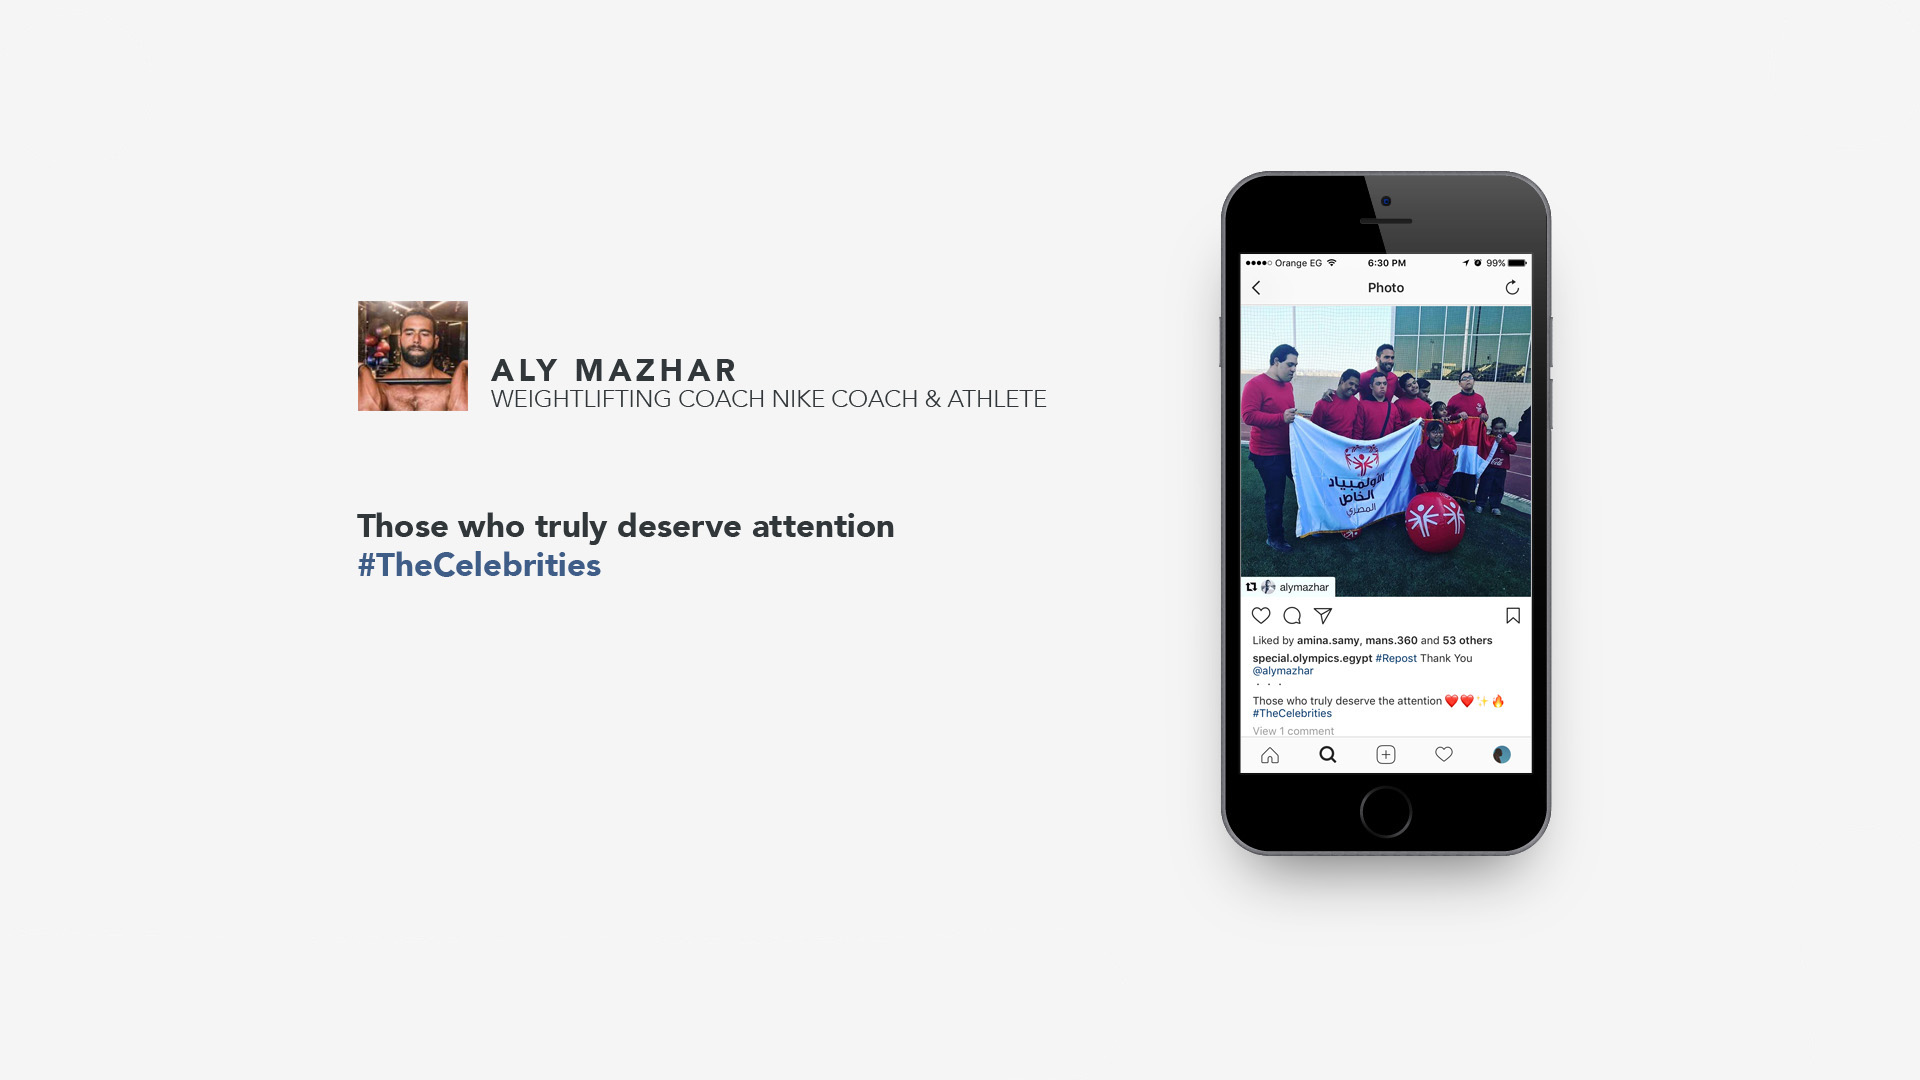 ALY MAZHAR
WEIGHTLIFTING COACH NIKE COACH & ATHLETE
Those who truly deserve attention
#TheCelebrities
Orange EG
6:30 PM
99%
Photo
الأولمبياد
الخاص
المصري
alymazhar
Liked by amina.samy, mans.360 and 53 others
special.olympics.egypt #Repost Thank You
@alymazhar
. . .
Those who truly deserve the attention ❤️❤️✨🔥
#TheCelebrities
View 1 comment